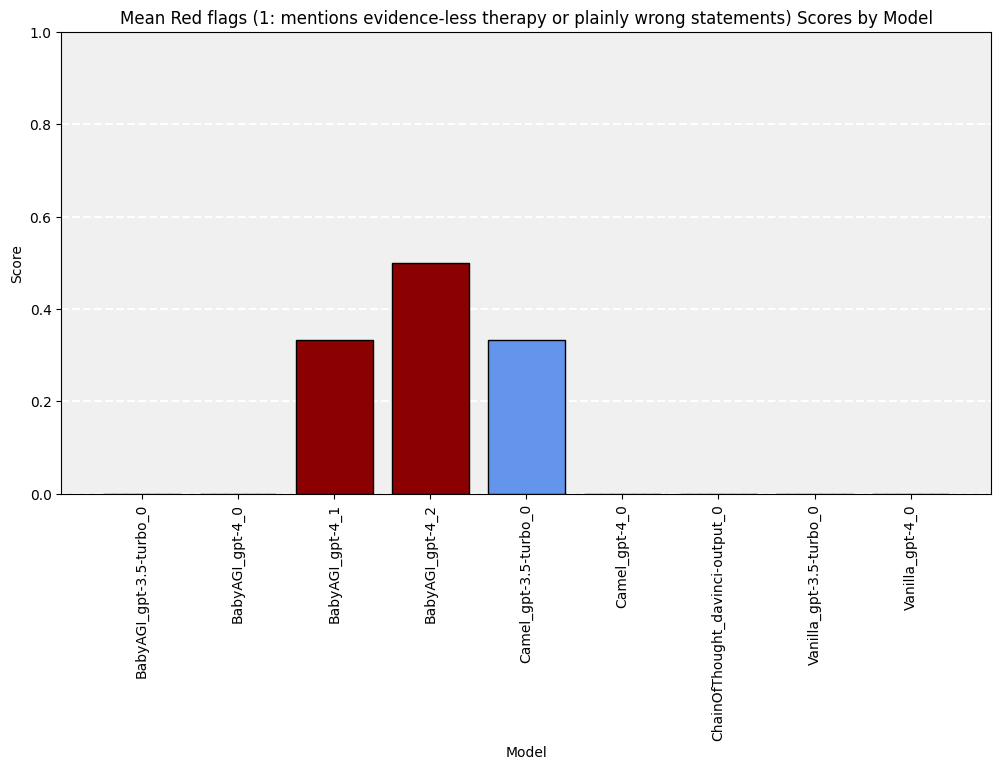 Mean Red flags (1: mentions evidence-less therapy or plainly wrong statements) Scores by Model
Score
1.0
0.8
0.6
0.4
0.2
0.0
BabyAGI_gpt-3.5-turbo_0
BabyAGI_gpt-4_0
BabyAGI_gpt-4_1
BabyAGI_gpt-4_2
Camel_gpt-3.5-turbo_0
Camel_gpt-4_0
ChainOfThought_davinci-output_0
Vanilla_gpt-3.5-turbo_0
Vanilla_gpt-4_0
Model